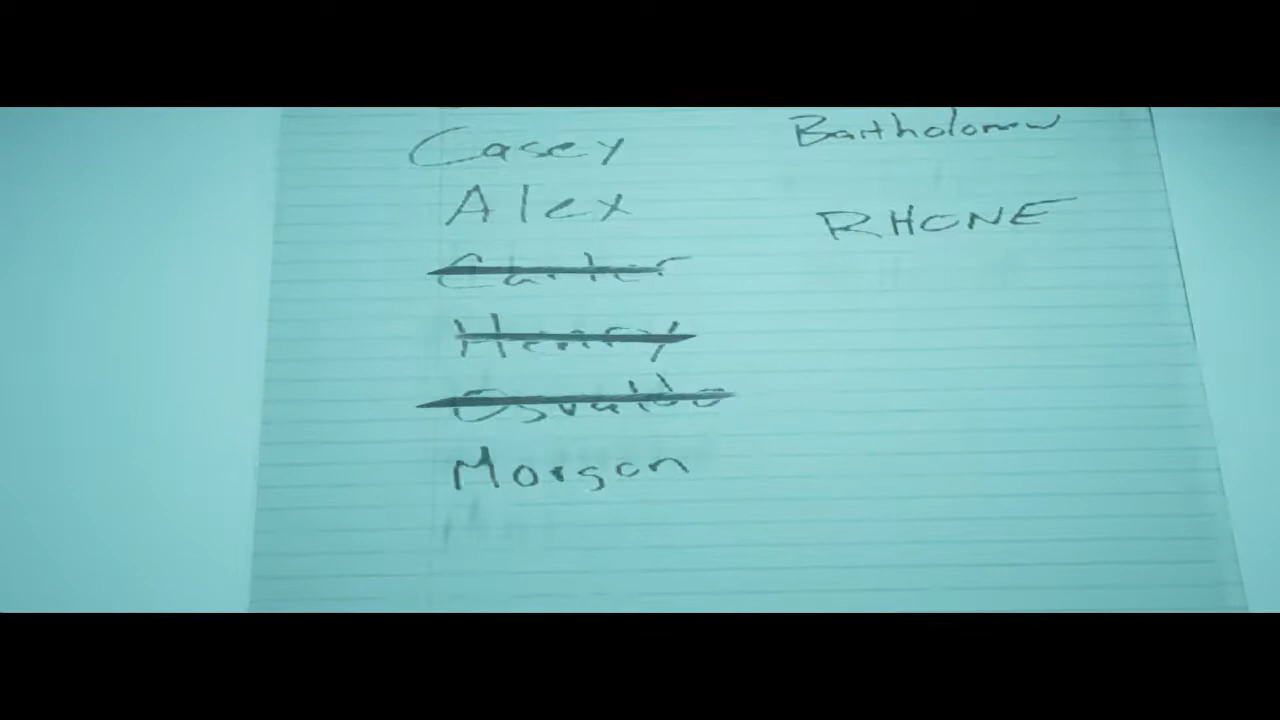 Casey
Alex
Carter
Henry
Osvaldo
Morgan
Bartholomew
RHONE